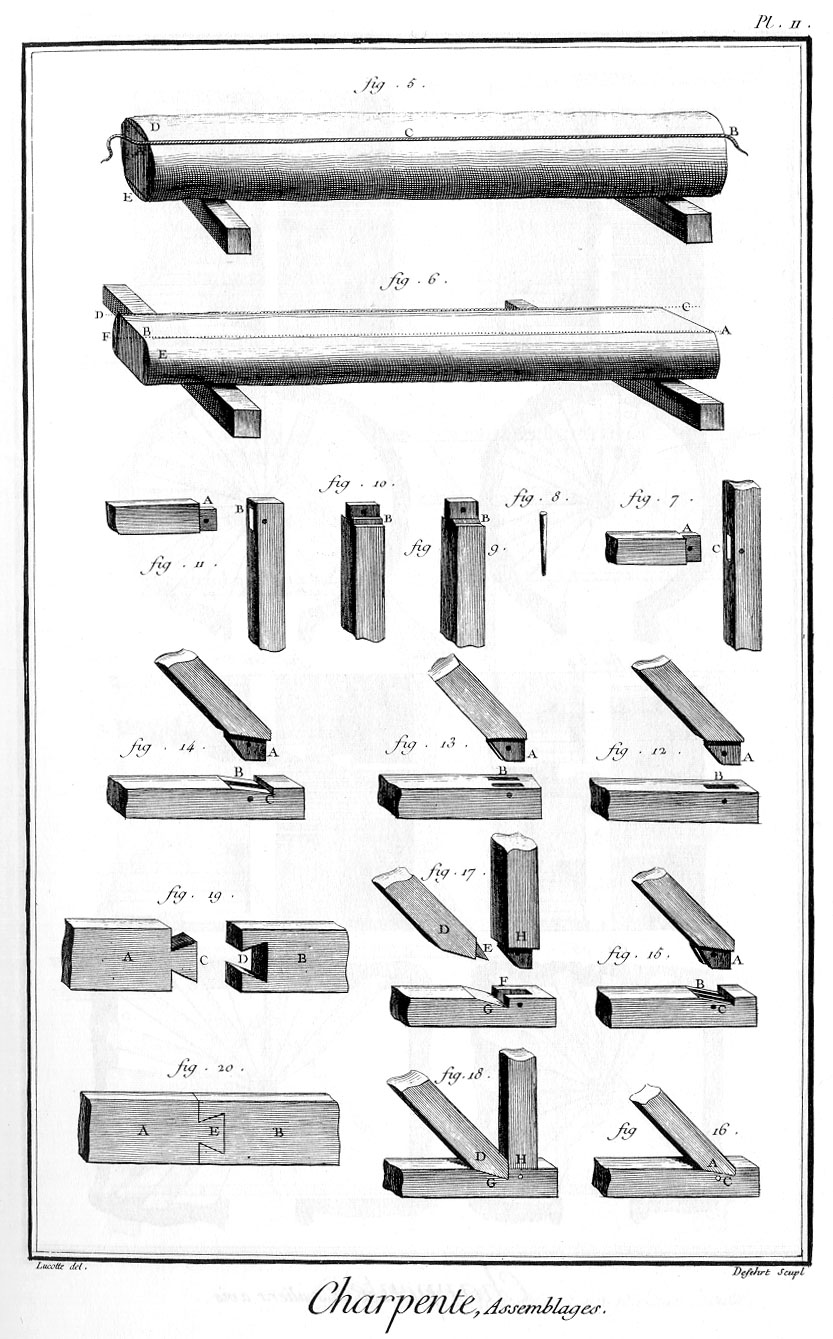 Pl. II.
fig. 5.
D
C
B
E
fig. 6.
D
C
F
B
A
E
fig. 10.
fig. 8.
fig. 7.
A
B
B
B
A
fig. 11.
fig 9.
C
fig. 14.
A
fig. 13.
A
fig. 12.
A
B
C
B
B
fig. 17.
fig. 19.
D
E
H
fig. 15.
A
A
C
D
B
F
G
B
C
fig. 20.
fig. 18.
fig 16.
A
E
B
D
H
G
A
C
Lucotte del.
Defehrt Sculp
Charpente, Assemblages.